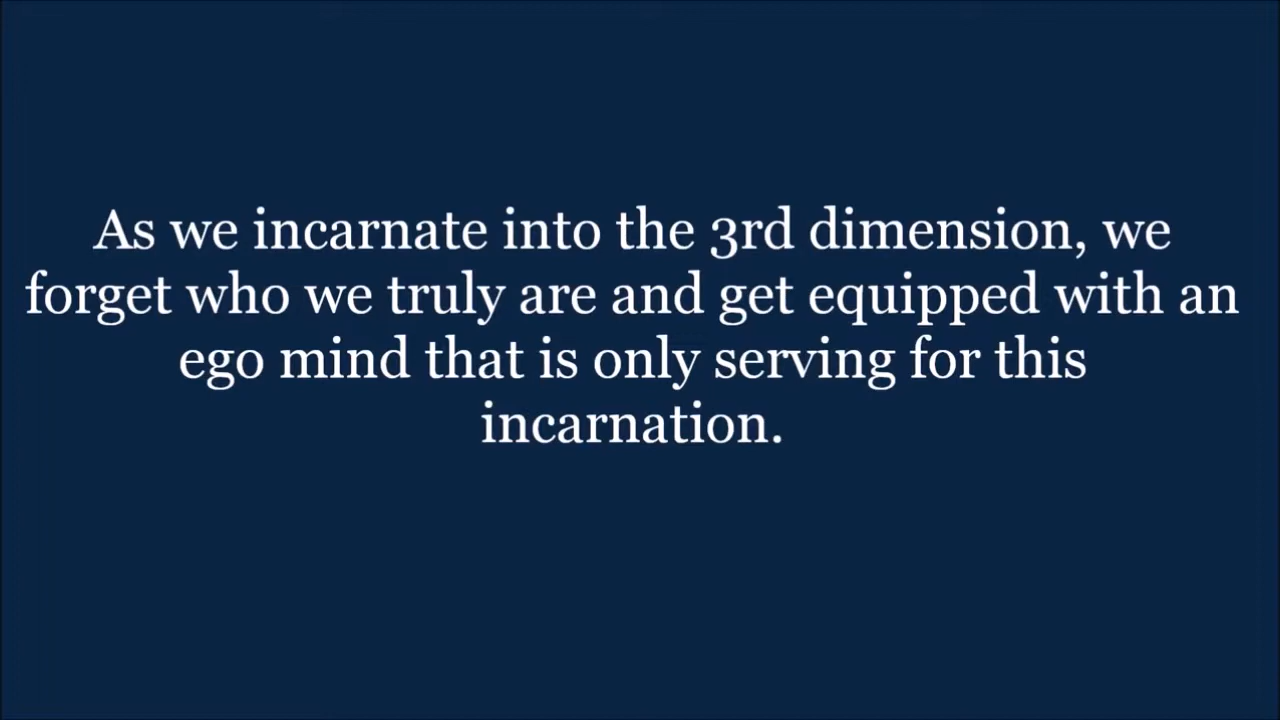 As we incarnate into the 3rd dimension, we
forget who we truly are and get equipped with an
ego mind that is only serving for this
incarnation.